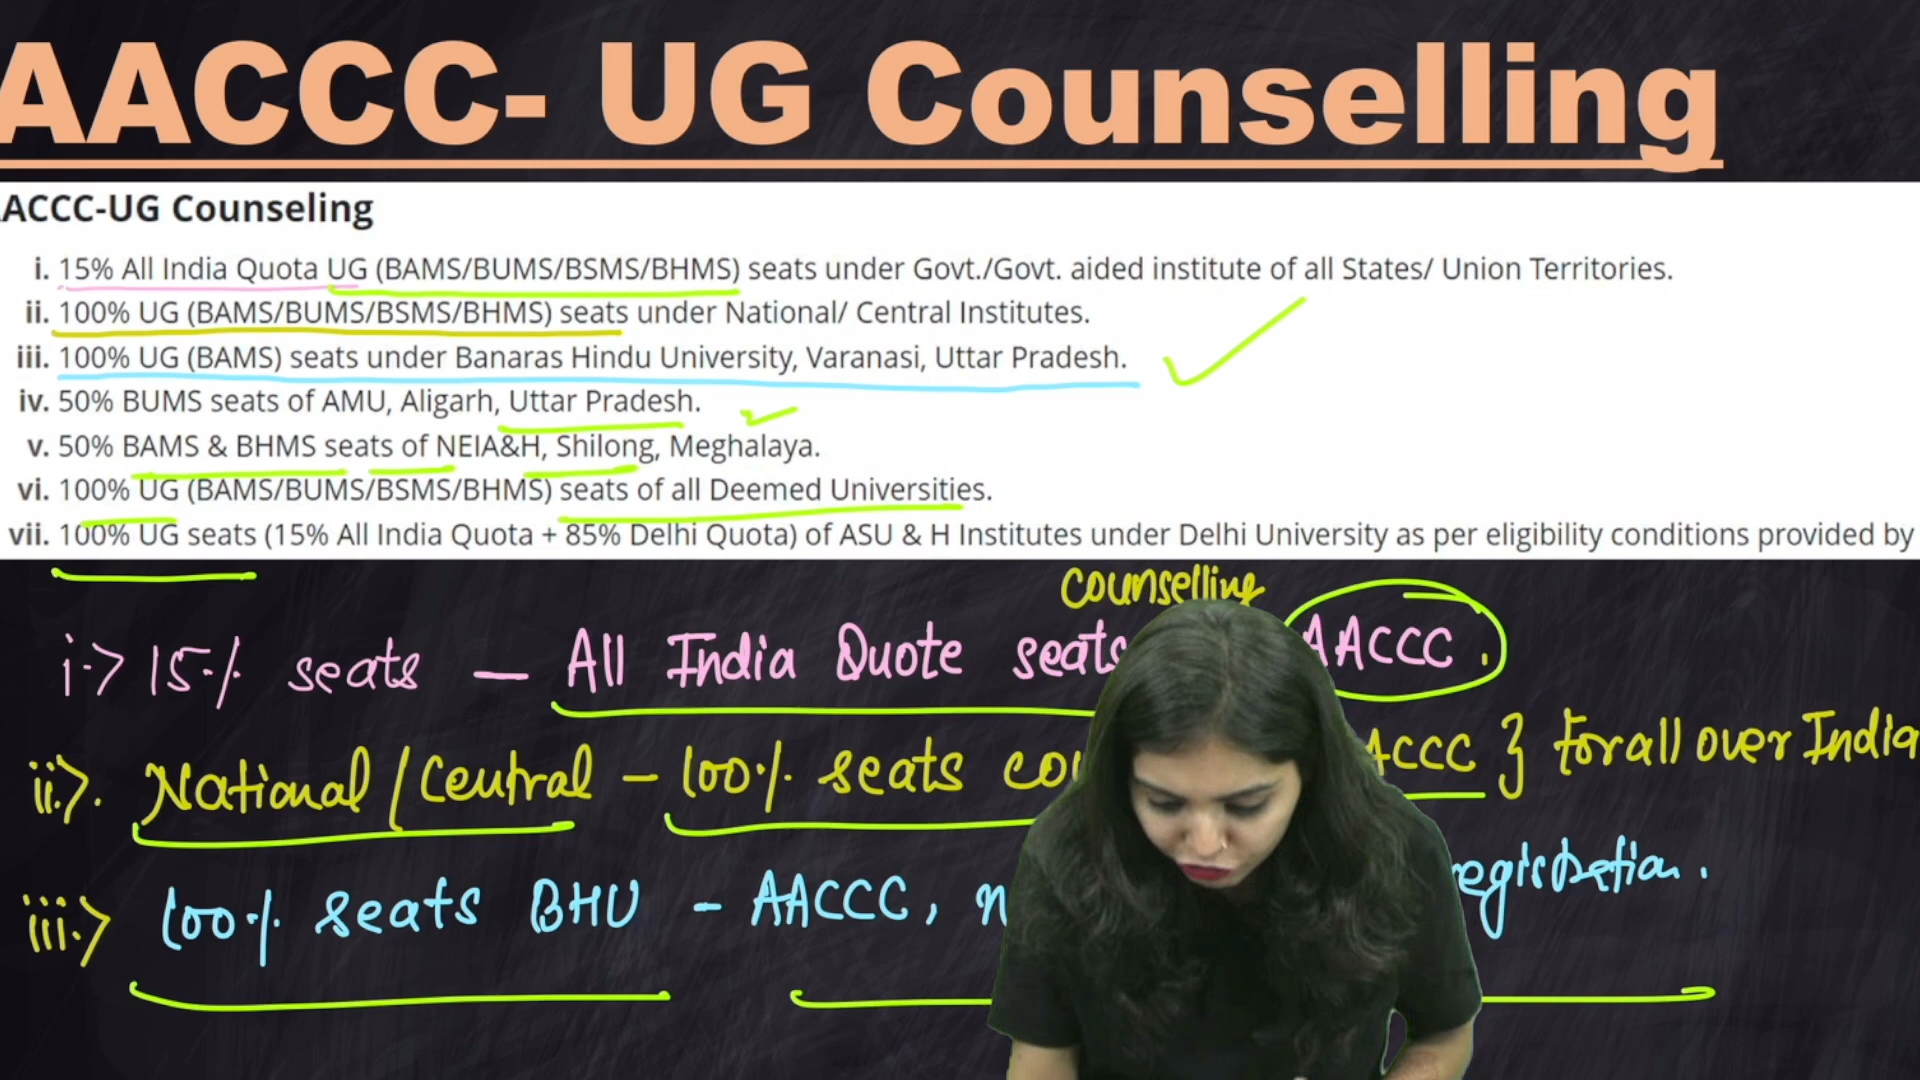 AACCC- UG Counselling
ACCC-UG Counseling
i. 15% All India Quota UG (BAMS/BUMS/BSMS/BHMS) seats under Govt./Govt. aided institute of all States/ Union Territories.
ii. 100% UG (BAMS/BUMS/BSMS/BHMS) seats under National/ Central Institutes.
iii. 100% UG (BAMS) seats under Banaras Hindu University, Varanasi, Uttar Pradesh.
iv. 50% BUMS seats of AMU, Aligarh, Uttar Pradesh.
v. 50% BAMS & BHMS seats of NEIA&H, Shilong, Meghalaya.
vi. 100% UG (BAMS/BUMS/BSMS/BHMS) seats of all Deemed Universities.
vii. 100% UG seats (15% All India Quota + 85% Delhi Quota) of ASU & H Institutes under Delhi University as per eligibility conditions provided by
counselling
i.) 15% seats — All India Quote seats AACCC.
ii). National/Central – 100% seats ACCC } for all over India
iii.) 100% seats BHU – AACCC,